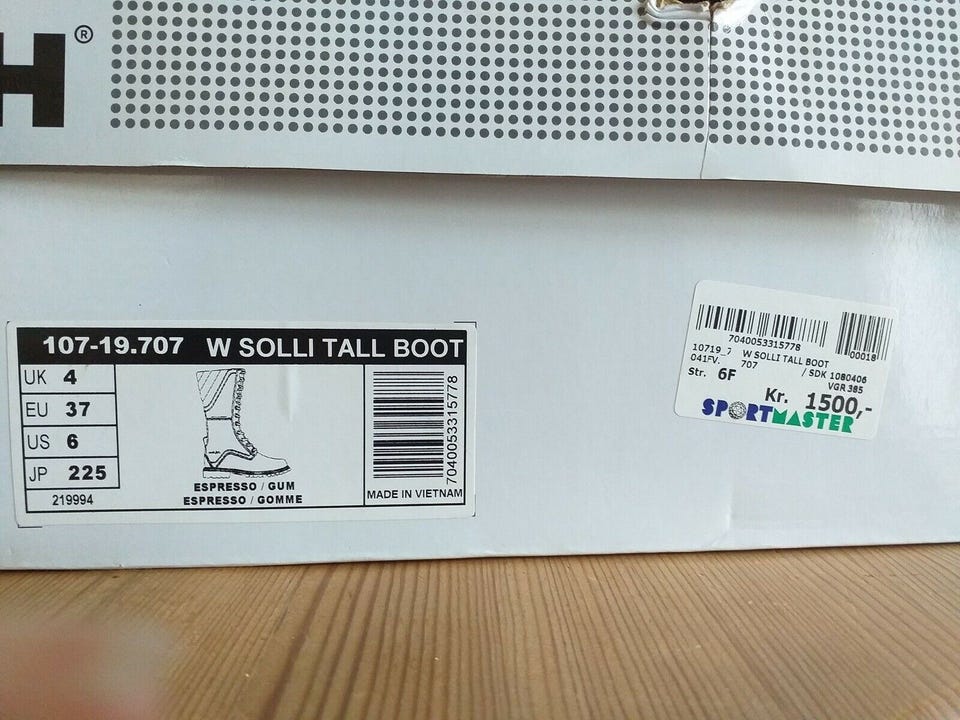 H®
107-19.707 W SOLLI TALL BOOT
UK 4
EU 37
US 6
JP 225
219994
ESPRESSO / GUM
ESPRESSO / GOMME
7040053315778
MADE IN VIETNAM
7040053315778
00018
10719_7 W SOLLI TALL BOOT
041FV. 707 / SDK 1080406
VGR 385
Str. 6F
Kr. 1500,-
SPORTMASTER